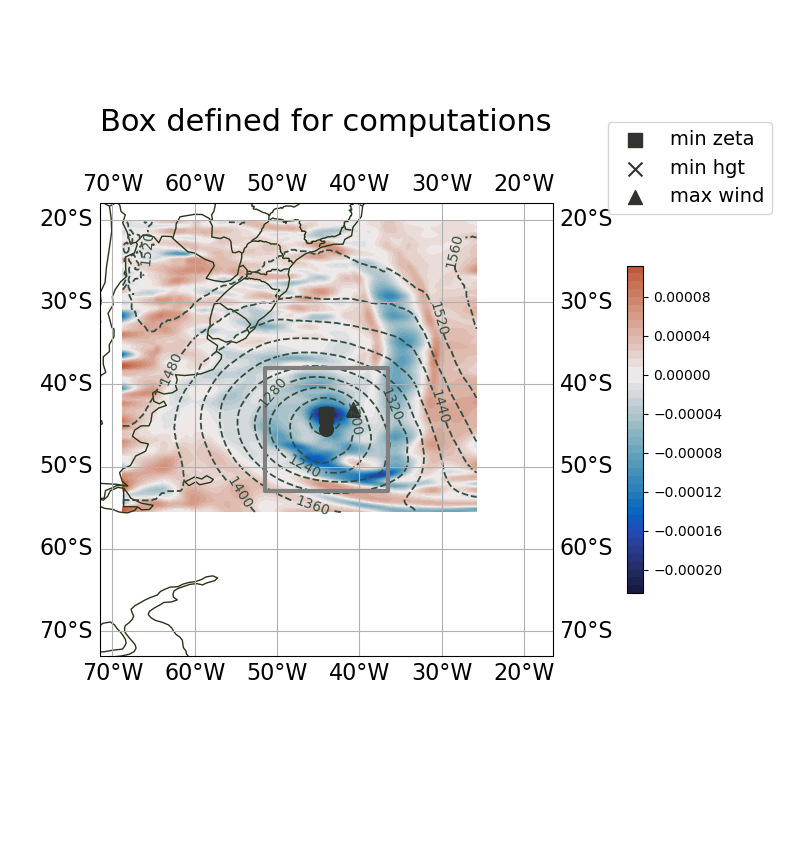 Box defined for computations
min zeta
min hgt
max wind
70°W 60°W 50°W 40°W 30°W 20°W
20°S 20°S
30°S 30°S
40°S 40°S
50°S 50°S
60°S 60°S
70°S 70°S
70°W 60°W 50°W 40°W 30°W 20°W
1520
1560
1520
1480
1280
1320
1440
1240
1400
1360
0.00008
0.00004
0.00000
−0.00004
−0.00008
−0.00012
−0.00016
−0.00020